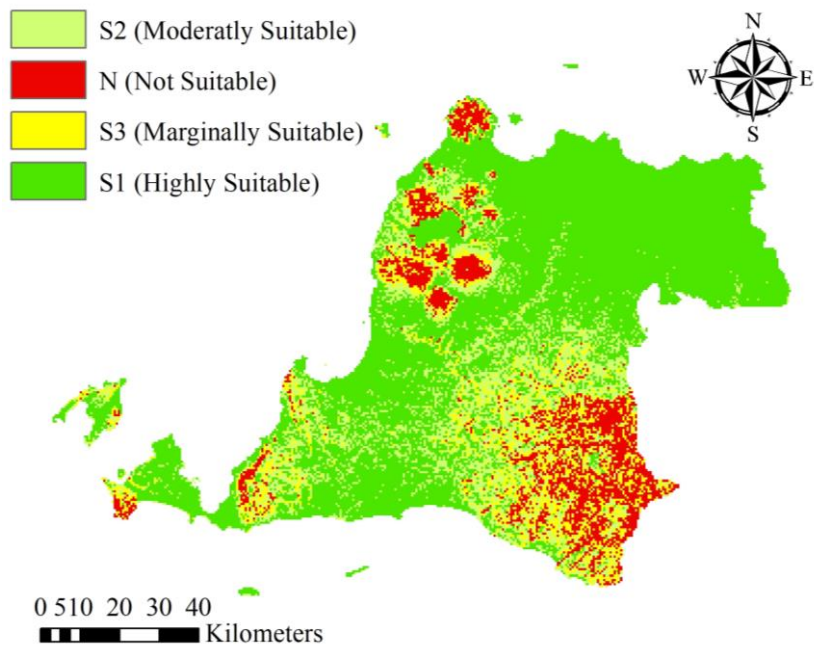 S2 (Moderatly Suitable)
N (Not Suitable)
S3 (Marginally Suitable)
S1 (Highly Suitable)
N
W E
S
0 510 20 30 40
Kilometers